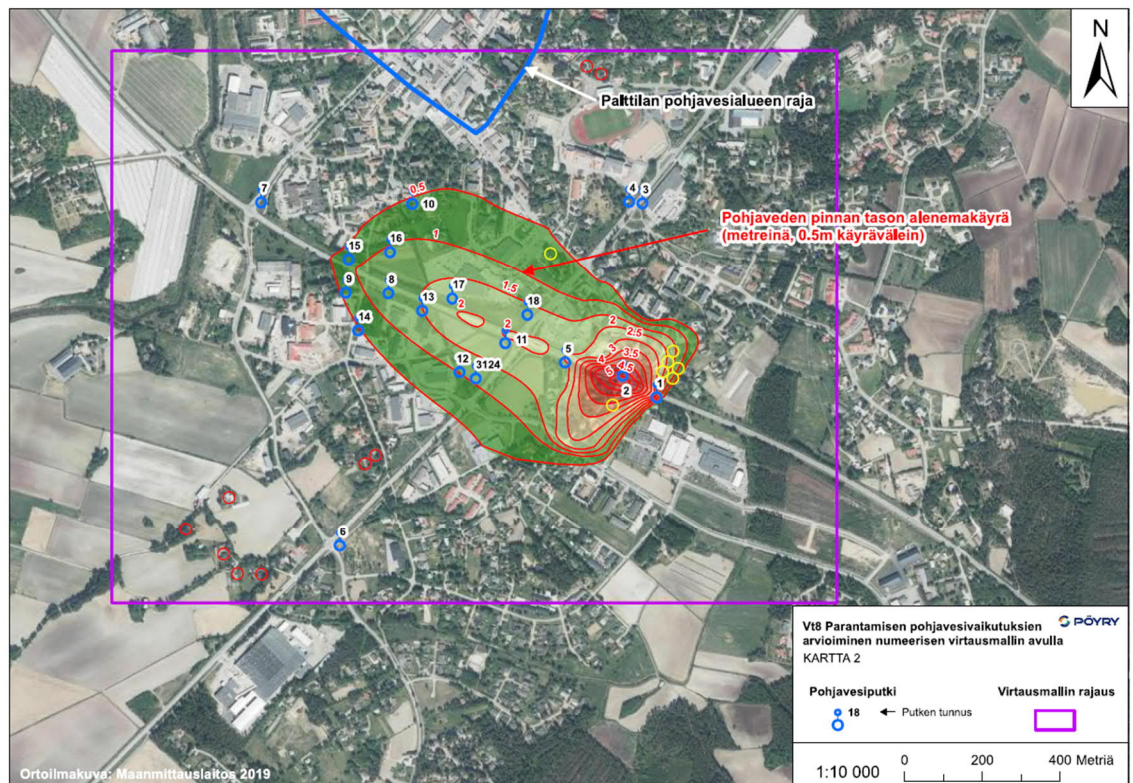 N
Palttilan pohjavesialueen raja
7
4 3
0.5
10
Pohjaveden pinnan tason alenemakäyrä
(metreinä, 0.5m käyrävälein)
1
15
16
9
8
17
1.5
13
2
18
14
2
11
2
2.5
3
3.5
5
4
4.5
5
12
3124
2
1
6
Vt8 Parantamisen pohjavesivaikutuksien
arvioiminen numeerisen virtausmallin avulla
PÖYRY
KARTTA 2
Pohjavesiputki
Virtausmallin rajaus
18 Putken tunnus
1:10 000
0 200 400 Metriä
Ortoilmakuva: Maanmittauslaitos 2019